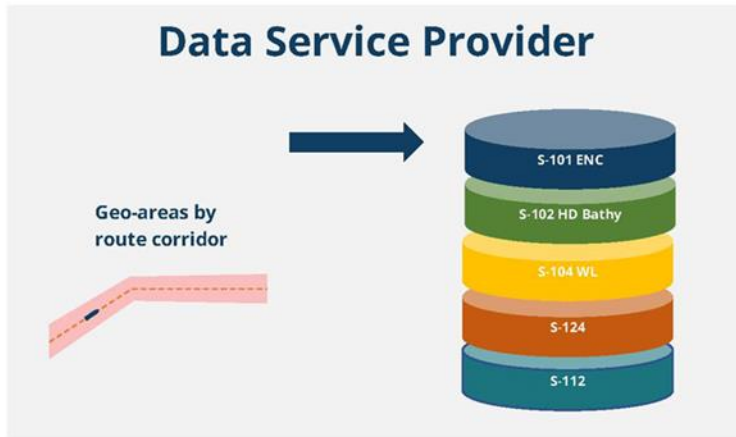 Data Service Provider
Geo-areas by
route corridor
S-101 ENC
S-102 HD Bathy
S-104 WL
S-124
S-112